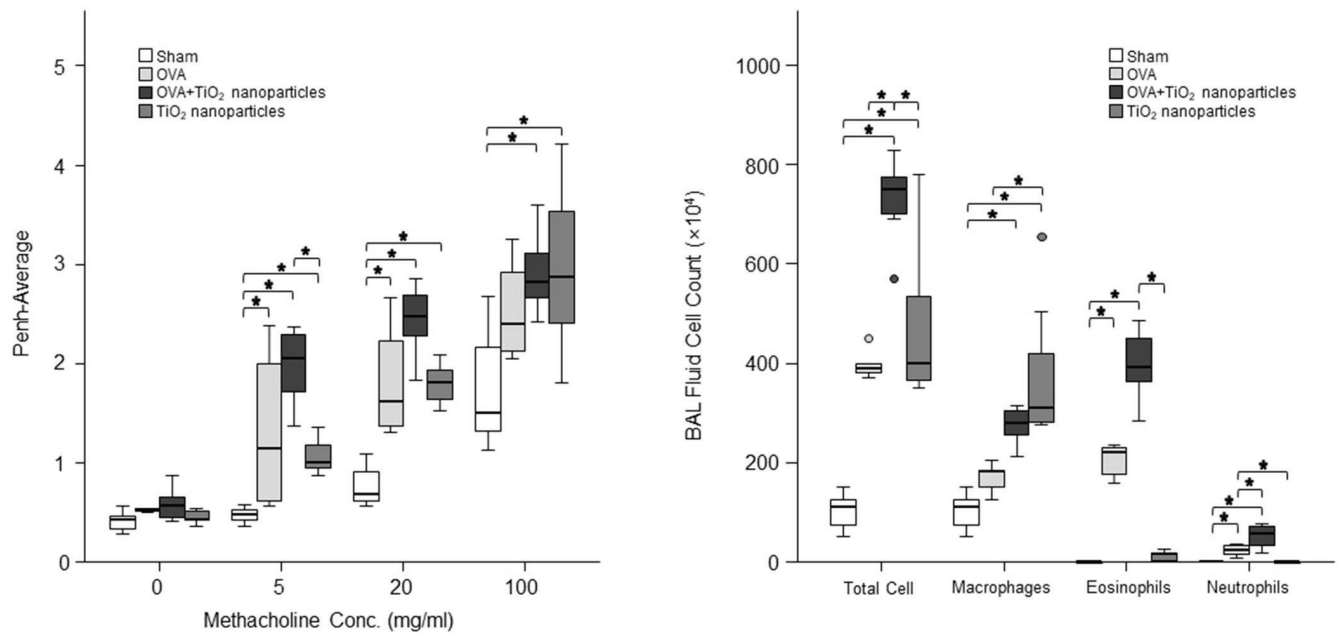 Penh-Average
5
4
3
2
1
0
Sham
OVA
OVA+TiO₂ nanoparticles
TiO₂ nanoparticles
* * * *
* * *
* *
0 5 20 100
Methacholine Conc. (mg/ml)
BAL Fluid Cell Count (×10⁴)
1000
800
600
400
200
0
Sham
OVA
OVA+TiO₂ nanoparticles
TiO₂ nanoparticles
* * * *
* * *
* * *
* * * *
Total Cell Macrophages Eosinophils Neutrophils